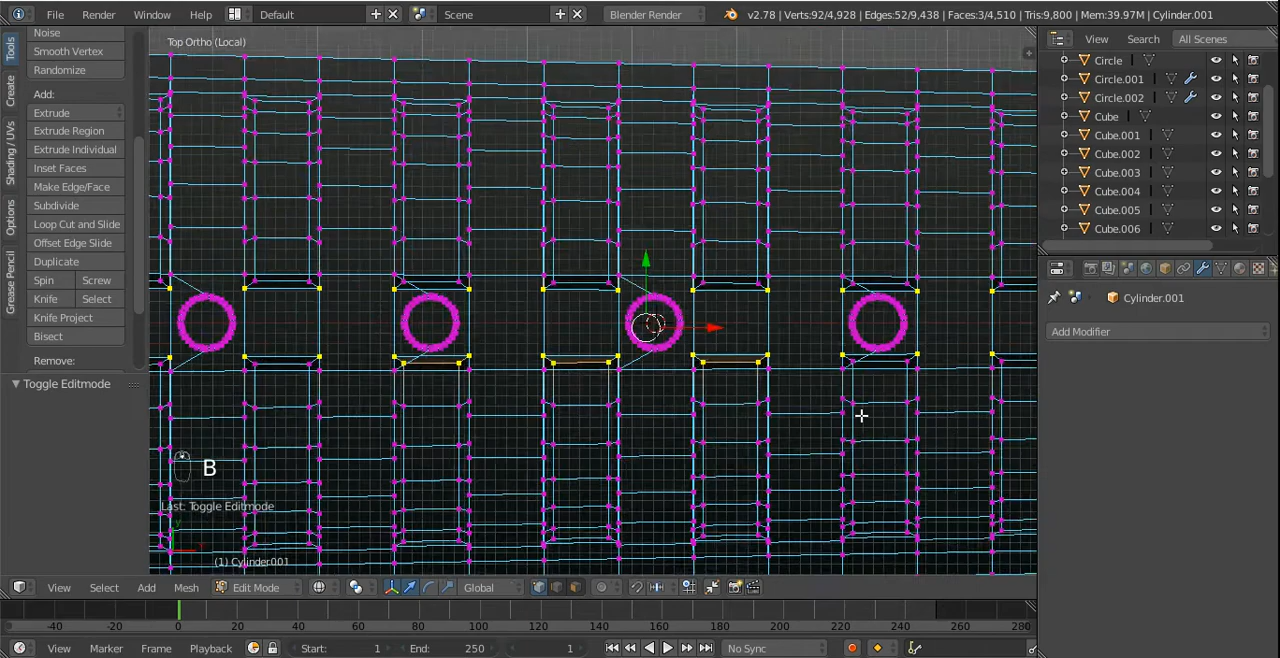 File Render Window Help Default Scene Blender Render v2.78 | Verts:92/4,928 | Edges:52/9,438 | Faces:3/4,510 | Tris:9,800 | Mem:39.97M | Cylinder.001
Tools
Create
Shading / UVs
Options
Grease Pencil
Noise
Smooth Vertex
Randomize
Add:
Extrude
Extrude Region
Extrude Individual
Inset Faces
Make Edge/Face
Subdivide
Loop Cut and Slide
Offset Edge Slide
Duplicate
Spin Screw
Knife Select
Knife Project
Bisect
Remove:
Toggle Editmode
Top Ortho (Local)
B
Last: Toggle Editmode
y
(1) Cylinder001
View Search All Scenes
Circle
Circle.001
Circle.002
Cube
Cube.001
Cube.002
Cube.003
Cube.004
Cube.005
Cube.006
Cylinder.001
Add Modifier
View Select Add Mesh Edit Mode Global
-40 -20 0 20 40 60 80 100 120 140 160 180 200 220 240 260 280
View Marker Frame Playback Start: 1 End: 250 1 No Sync